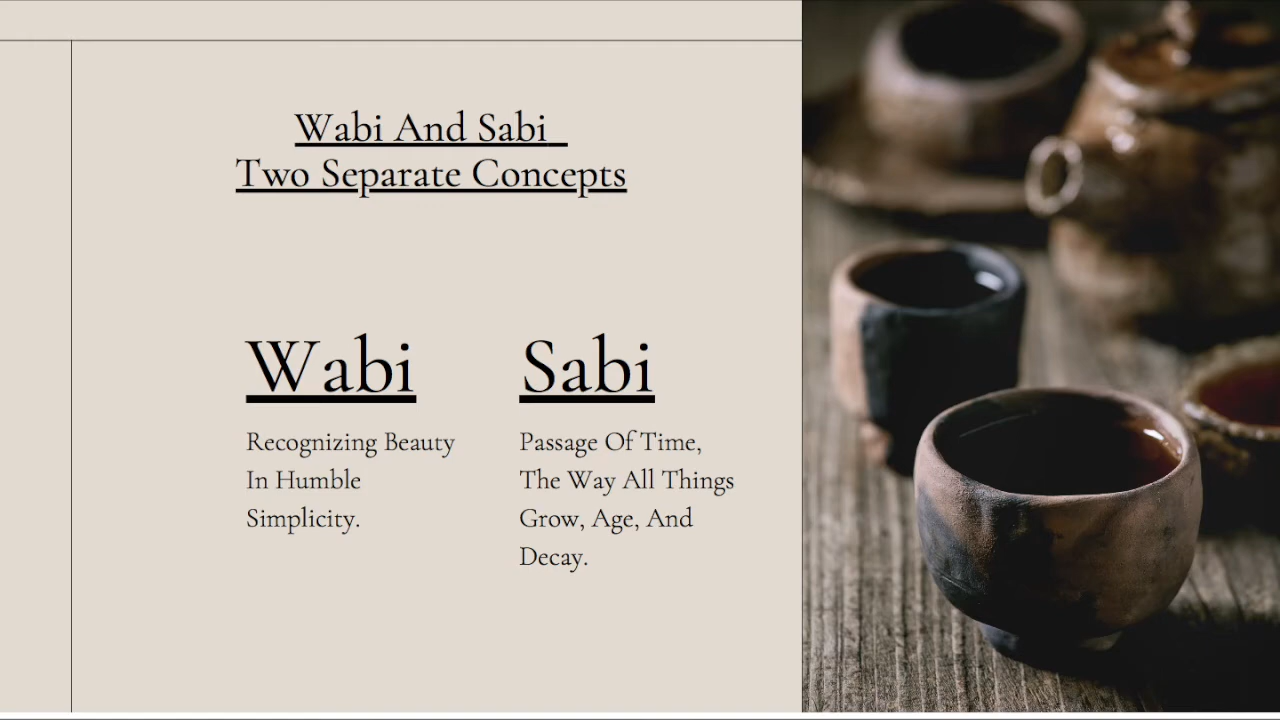 Wabi And Sabi
Two Separate Concepts
Wabi
Recognizing Beauty
In Humble
Simplicity.
Sabi
Passage Of Time,
The Way All Things
Grow, Age, And
Decay.